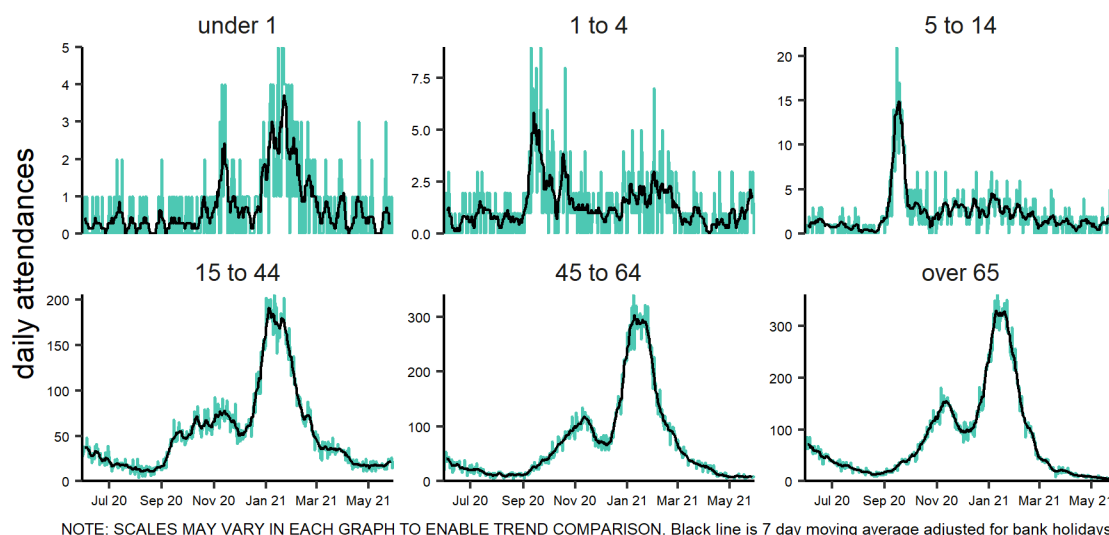 under 1
1 to 4
5 to 14
5
4
3
2
1
0
7.5
5.0
2.5
0.0
20
15
10
5
0
daily attendances
15 to 44
45 to 64
over 65
200
150
100
50
0
300
200
100
0
300
200
100
0
Jul 20 Sep 20 Nov 20 Jan 21 Mar 21 May 21
Jul 20 Sep 20 Nov 20 Jan 21 Mar 21 May 21
Jul 20 Sep 20 Nov 20 Jan 21 Mar 21 May 21
NOTE: SCALES MAY VARY IN EACH GRAPH TO ENABLE TREND COMPARISON. Black line is 7 day moving average adjusted for bank holidays